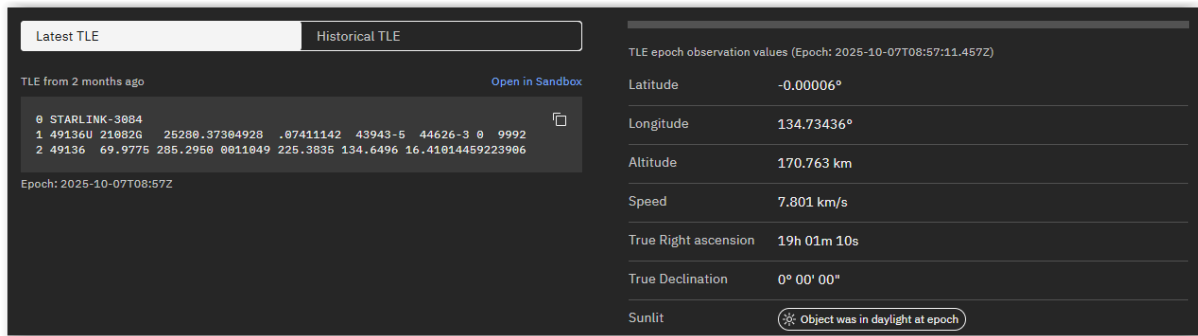 Latest TLE
Historical TLE
TLE from 2 months ago
Open in Sandbox
0 STARLINK-3084
1 49136U 21082G   25280.37304928  .07411142  43943-5  44626-3 0  9992
2 49136  69.9775 285.2950 0011049 225.3835 134.6496 16.41014459223906
Epoch: 2025-10-07T08:57Z
TLE epoch observation values (Epoch: 2025-10-07T08:57:11.457Z)
Latitude -0.00006°
Longitude 134.73436°
Altitude 170.763 km
Speed 7.801 km/s
True Right ascension 19h 01m 10s
True Declination 0° 00' 00"
Sunlit Object was in daylight at epoch